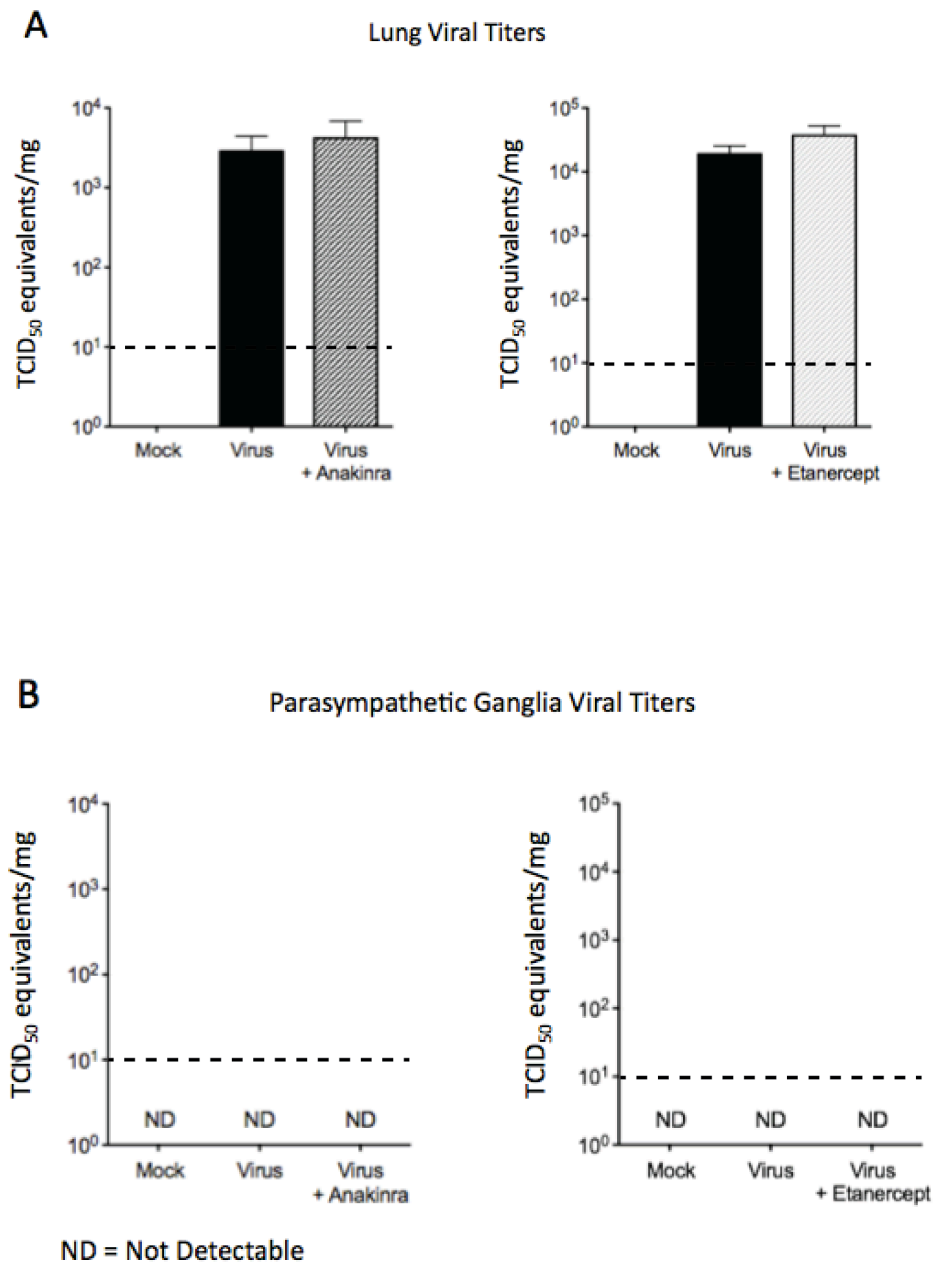 A
Lung Viral Titers
TCID50 equivalents/mg
10^4
10^3
10^2
10^1
10^0
Mock
Virus
Virus
+ Anakinra
TCID50 equivalents/mg
10^5
10^4
10^3
10^2
10^1
10^0
Mock
Virus
Virus
+ Etanercept
B
Parasympathetic Ganglia Viral Titers
TCID50 equivalents/mg
10^4
10^3
10^2
10^1
10^0
ND
ND
ND
Mock
Virus
Virus
+ Anakinra
TCID50 equivalents/mg
10^5
10^4
10^3
10^2
10^1
10^0
ND
ND
ND
Mock
Virus
Virus
+ Etanercept
ND = Not Detectable